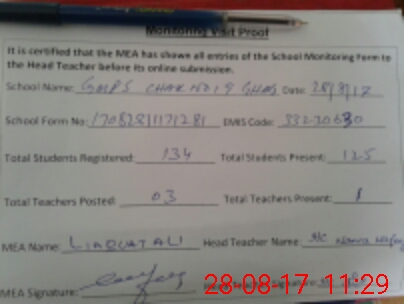 Monitoring Visit Proof
It is certified that the MEA has shown all entries of the School Monitoring Form to
the Head Teacher before its online submission.
School Name: GMPS CHAK NO 19 GHAG Date: 28/8/17
School Form No: 17082811171281 EMIS Code: 33230680
Total Students Registered: 134 Total Students Present: 125
Total Teachers Posted: 03 Total Teachers Present: 1
MEA Name: LIAQUAT ALI Head Teacher Name:
MEA Signature:
28-08-17 11:29